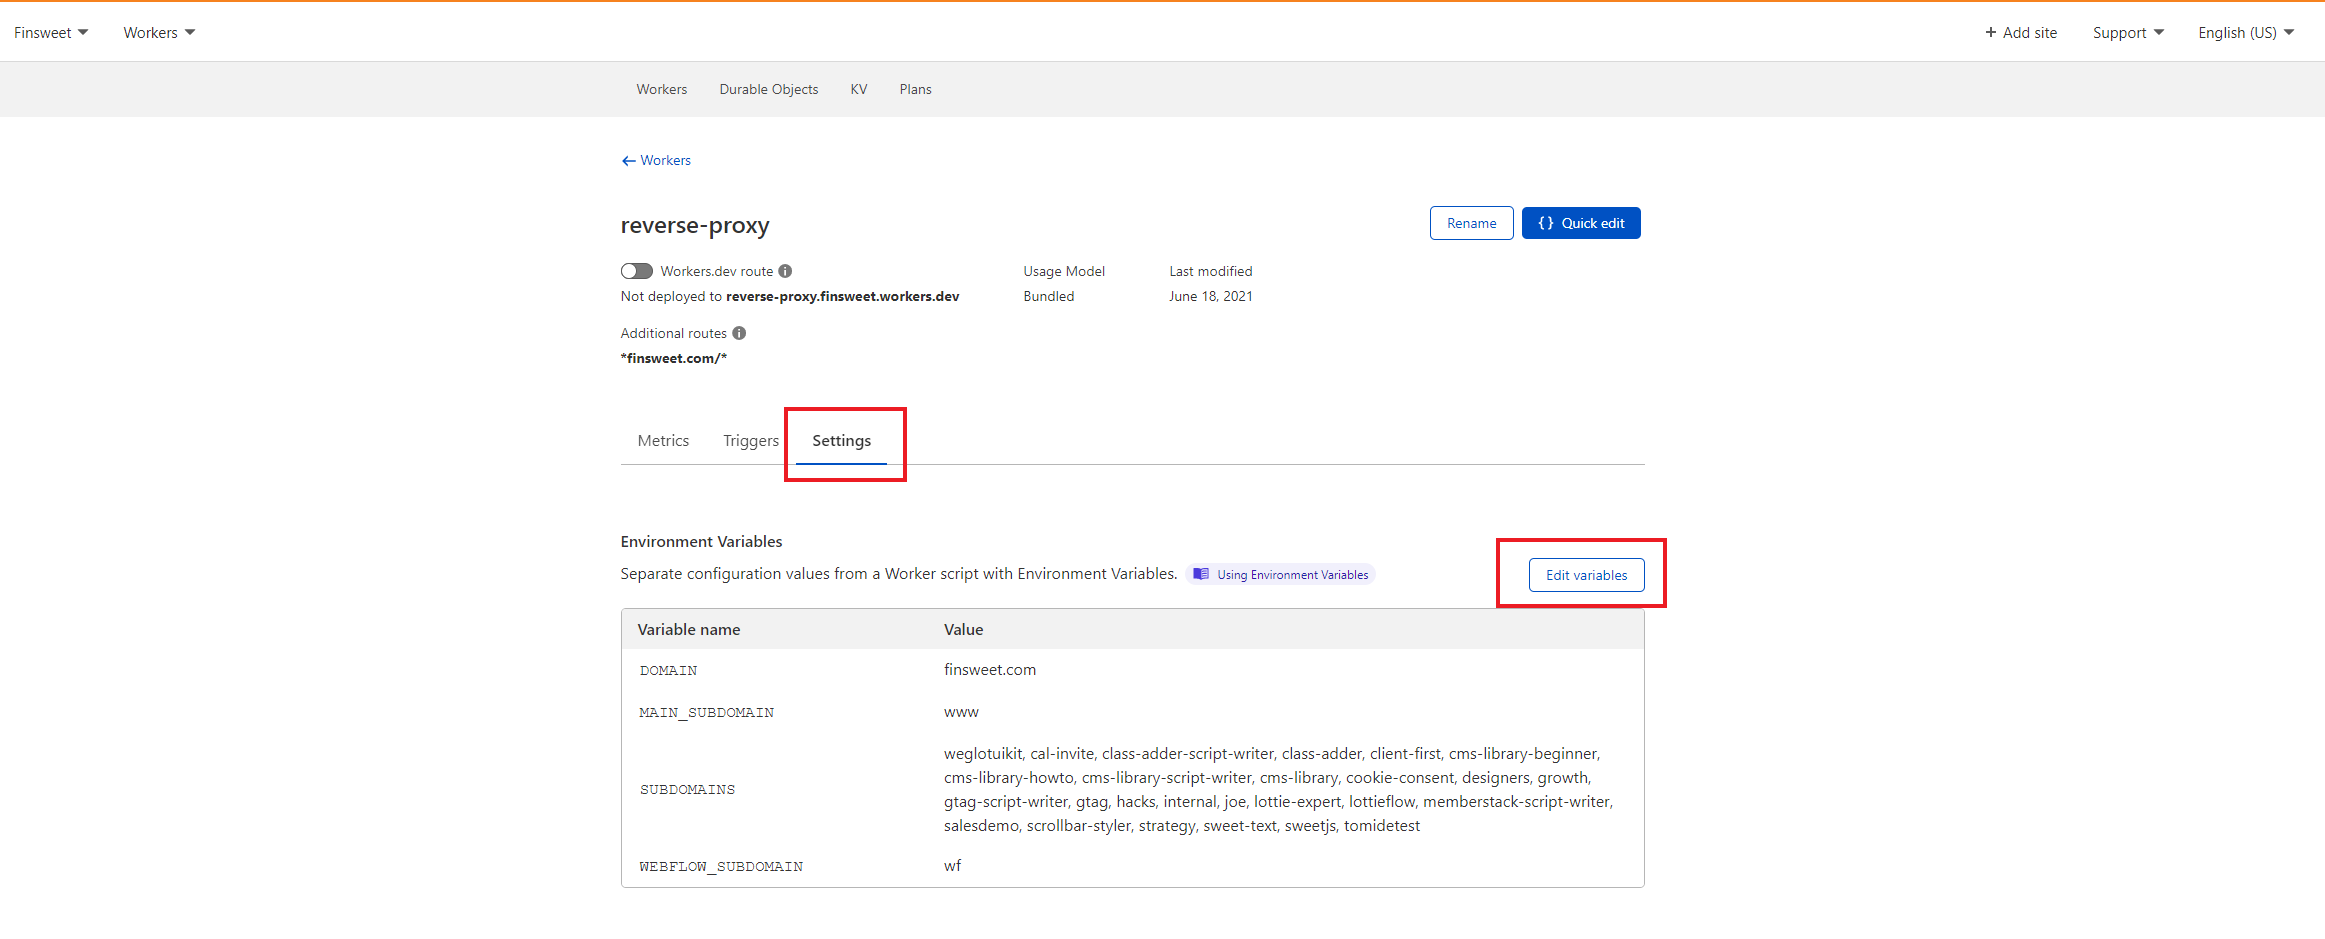 Finsweet Workers + Add site Support English (US)
Workers Durable Objects KV Plans
← Workers
reverse-proxy Rename {} Quick edit
Workers.dev route Usage Model Last modified
Not deployed to reverse-proxy.finsweet.workers.dev Bundled June 18, 2021
Additional routes
*finsweet.com/*
Metrics Triggers Settings
Environment Variables
Separate configuration values from a Worker script with Environment Variables. Using Environment Variables Edit variables
Variable name Value
DOMAIN finsweet.com
MAIN_SUBDOMAIN www
weglotuikit, cal-invite, class-adder-script-writer, class-adder, client-first, cms-library-beginner,
cms-library-howto, cms-library-script-writer, cms-library, cookie-consent, designers, growth,
SUBDOMAINS
gtag-script-writer, gtag, hacks, internal, joe, lottie-expert, lottieflow, memberstack-script-writer,
salesdemo, scrollbar-styler, strategy, sweet-text, sweetjs, tomidetest
WEBFLOW_SUBDOMAIN wf